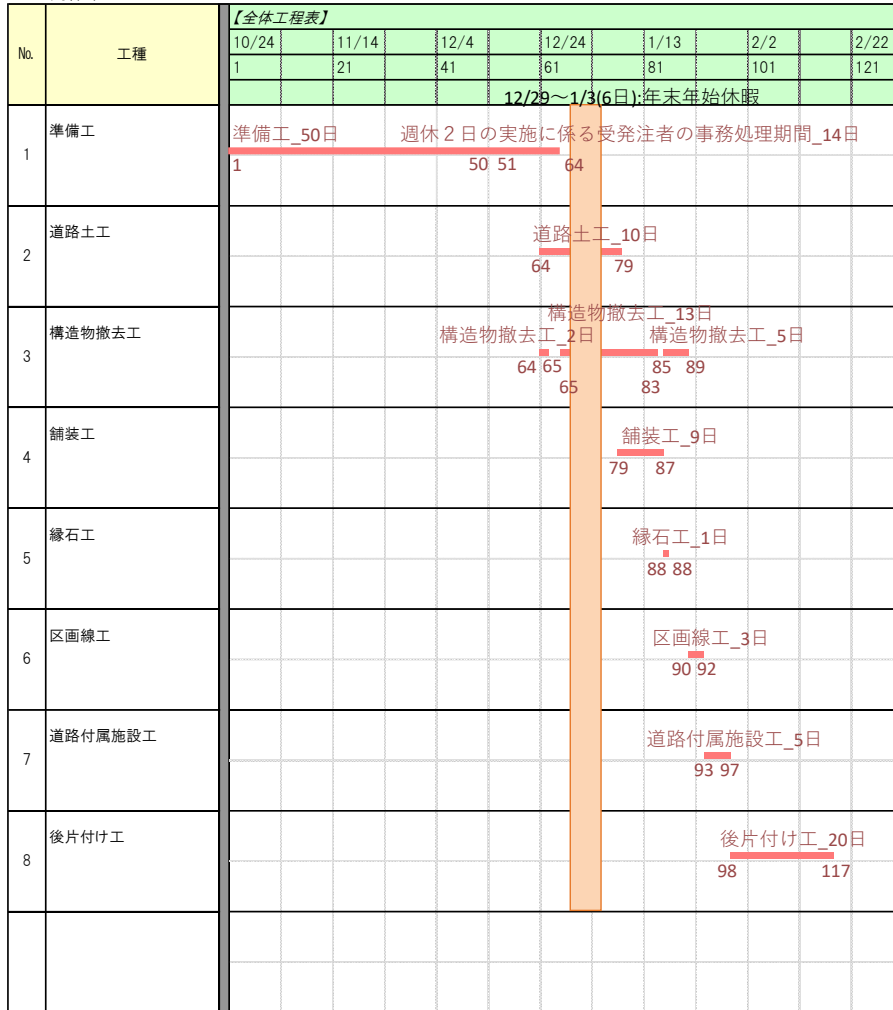 【全体工程表】
No.
工種
10/24
11/14
12/4
12/24
1/13
2/2
2/22
1
21
41
61
81
101
121
12/29～1/3(6日):年末年始休暇
1
準備工
準備工_50日
週休２日の実施に係る受発注者の事務処理期間_14日
1
50
51
64
2
道路土工
道路土工_10日
64
79
3
構造物撤去工
構造物撤去工_13日
構造物撤去工_2日
構造物撤去工_5日
64
65
85
89
65
83
4
舗装工
舗装工_9日
79
87
5
縁石工
縁石工_1日
88
88
6
区画線工
区画線工_3日
90
92
7
道路付属施設工
道路付属施設工_5日
93
97
8
後片付け工
後片付け工_20日
98
117